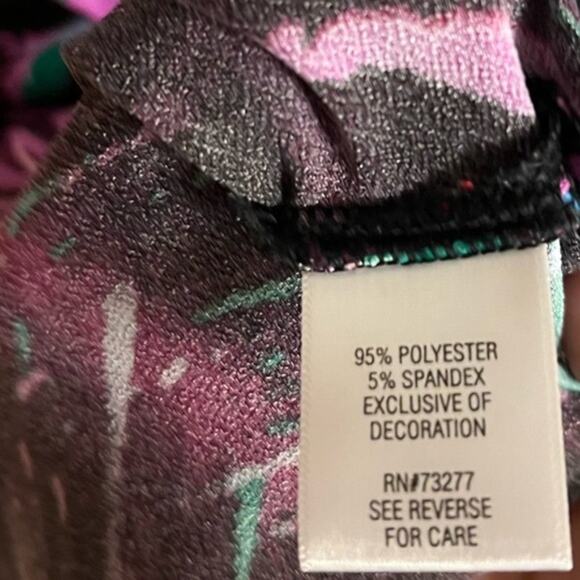 95% POLYESTER
5% SPANDEX
EXCLUSIVE OF
DECORATION
RN#73277
SEE REVERSE
FOR CARE